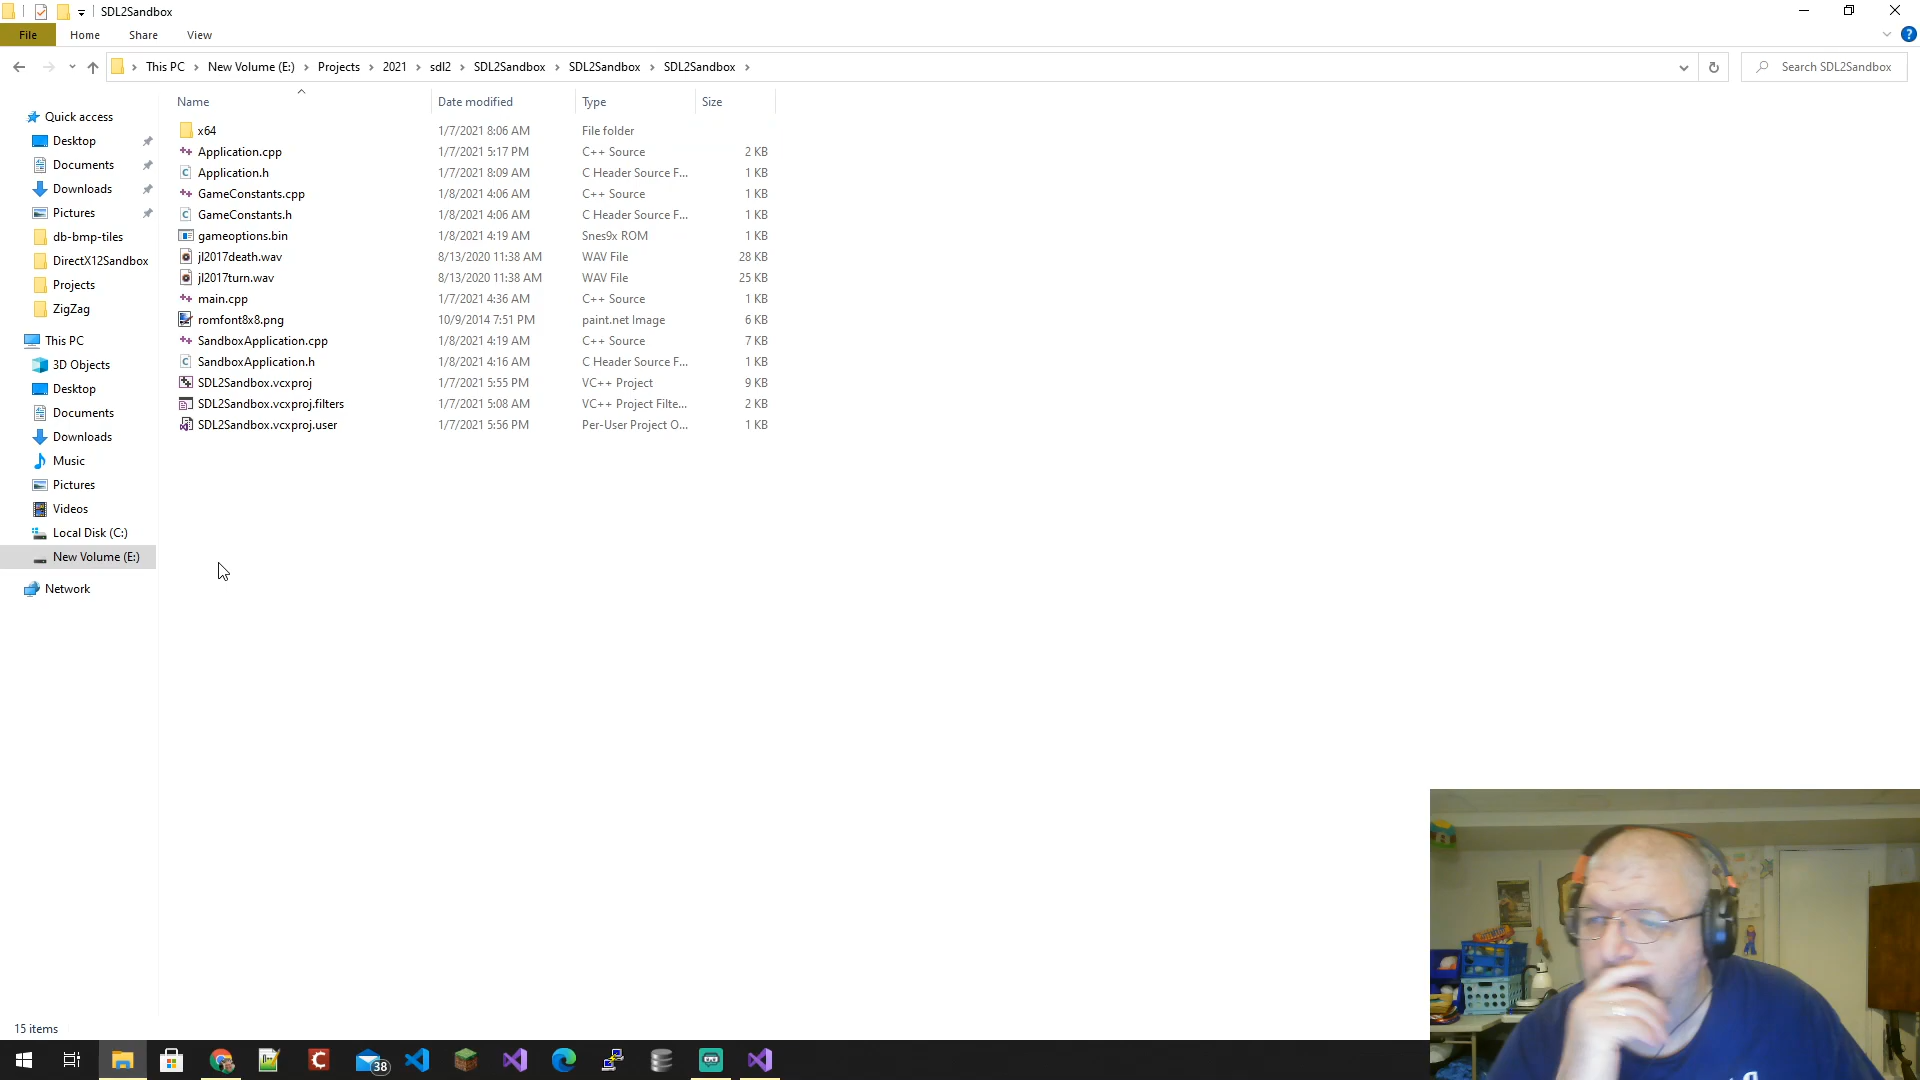 SDL2Sandbox
File Home Share View
This PC New Volume (E:) Projects 2021 sdl2 SDL2Sandbox SDL2Sandbox SDL2Sandbox
Search SDL2Sandbox
Name Date modified Type Size
x64 1/7/2021 8:06 AM File folder
Application.cpp 1/7/2021 5:17 PM C++ Source 2 KB
Application.h 1/7/2021 8:09 AM C Header Source F... 1 KB
GameConstants.cpp 1/8/2021 4:06 AM C++ Source 1 KB
GameConstants.h 1/8/2021 4:06 AM C Header Source F... 1 KB
gameoptions.bin 1/8/2021 4:19 AM Snes9x ROM 1 KB
jl2017death.wav 8/13/2020 11:38 AM WAV File 28 KB
jl2017turn.wav 8/13/2020 11:38 AM WAV File 25 KB
main.cpp 1/7/2021 4:36 AM C++ Source 1 KB
romfont8x8.png 10/9/2014 7:51 PM paint.net Image 6 KB
SandboxApplication.cpp 1/8/2021 4:19 AM C++ Source 7 KB
SandboxApplication.h 1/8/2021 4:16 AM C Header Source F... 1 KB
SDL2Sandbox.vcxproj 1/7/2021 5:55 PM VC++ Project 9 KB
SDL2Sandbox.vcxproj.filters 1/7/2021 5:08 AM VC++ Project Filte... 2 KB
SDL2Sandbox.vcxproj.user 1/7/2021 5:56 PM Per-User Project O... 1 KB
Quick access
Desktop
Documents
Downloads
Pictures
db-bmp-tiles
DirectX12Sandbox
Projects
ZigZag
This PC
3D Objects
Desktop
Documents
Downloads
Music
Pictures
Videos
Local Disk (C:)
New Volume (E:)
Network
15 items
38